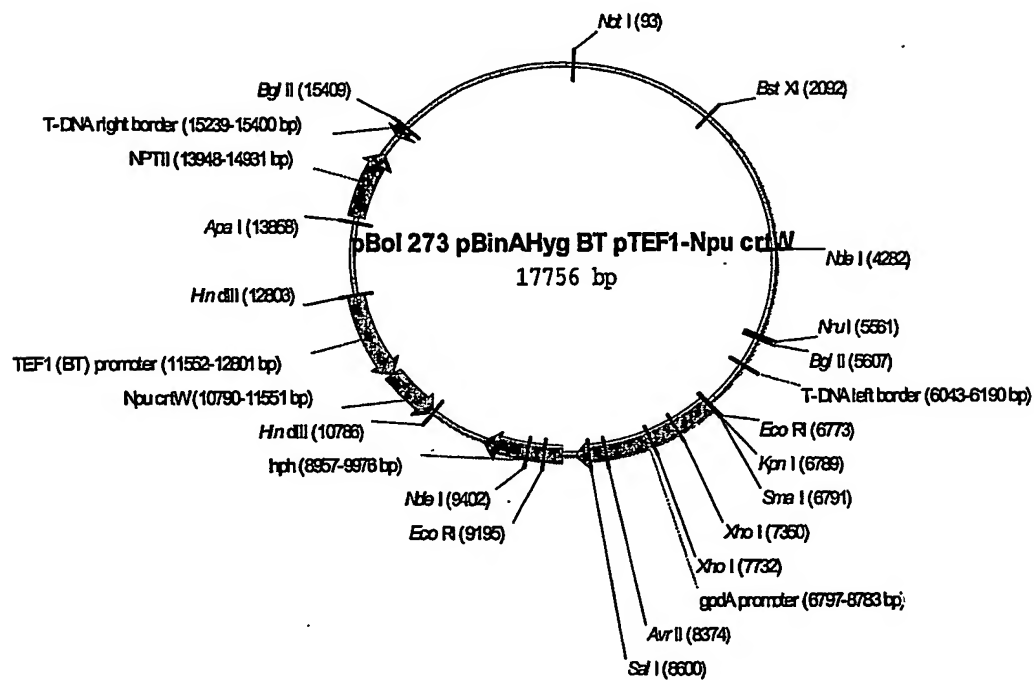 Not I (93)
Bgl II (15409)
Bst XI (2092)
T-DNA right border (15239-15400 bp)
NPTII (13948-14931 bp)
Apa I (13858)
pBol 273 pBinAHyg BT pTEF1-Npu crtW
17756 bp
Nde I (4282)
Hin dIII (12803)
Nru I (5561)
Bgl II (5607)
TEF1 (BT) promoter (11552-12801 bp)
Npu crtW (10790-11551 bp)
T-DNA left border (6043-6190 bp)
Hin dIII (10786)
Eco RI (6773)
hph (8957-9976 bp)
Kpn I (6789)
Nde I (9402)
Sma I (6791)
Eco RI (9195)
Xho I (7360)
Xho I (7732)
gpdA promoter (6797-8783 bp)
Avr II (8374)
Sal I (8600)